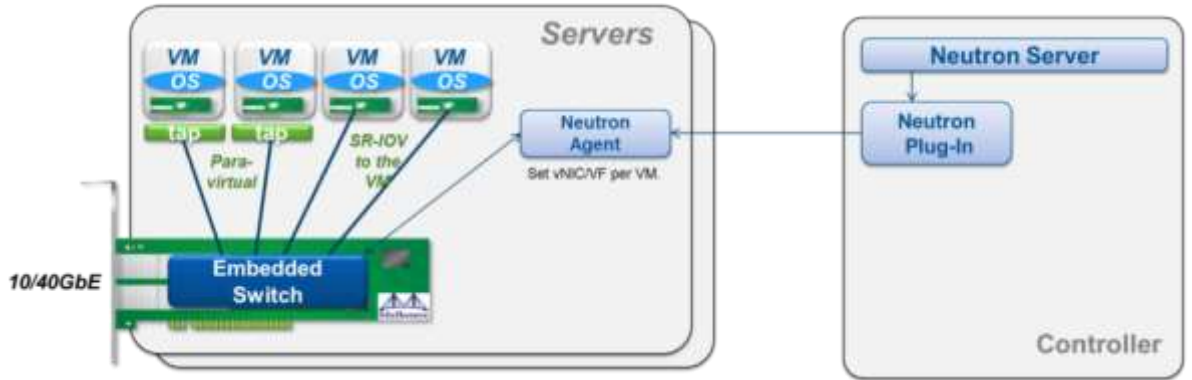 Servers
VM
OS
VM
OS
VM
OS
VM
OS
tap
tap
Para-
virtual
SR-IOV
to the
VM
Neutron
Agent
Set vNIC/VF per VM.
10/40GbE
Embedded
Switch
Mellanox
Neutron Server
Neutron
Plug-In
Controller